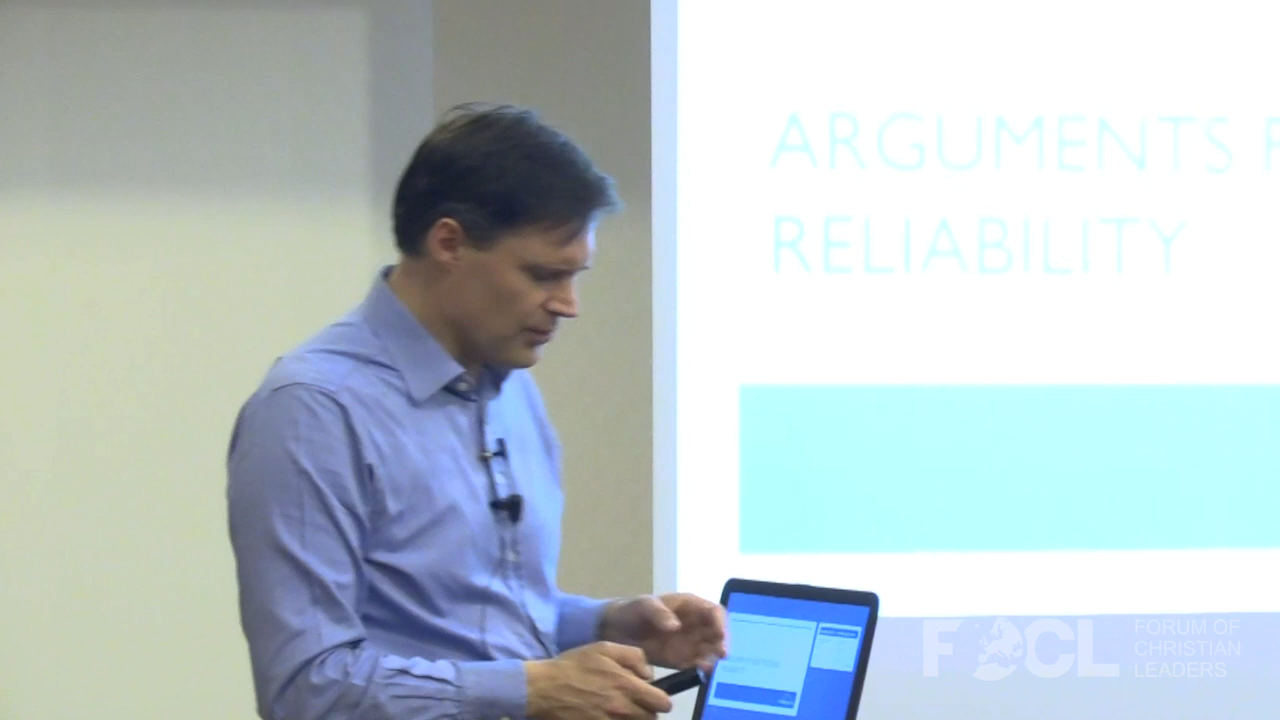 ARGUMENTS F
RELIABILITY
FOCL
FORUM OF
CHRISTIAN
LEADERS